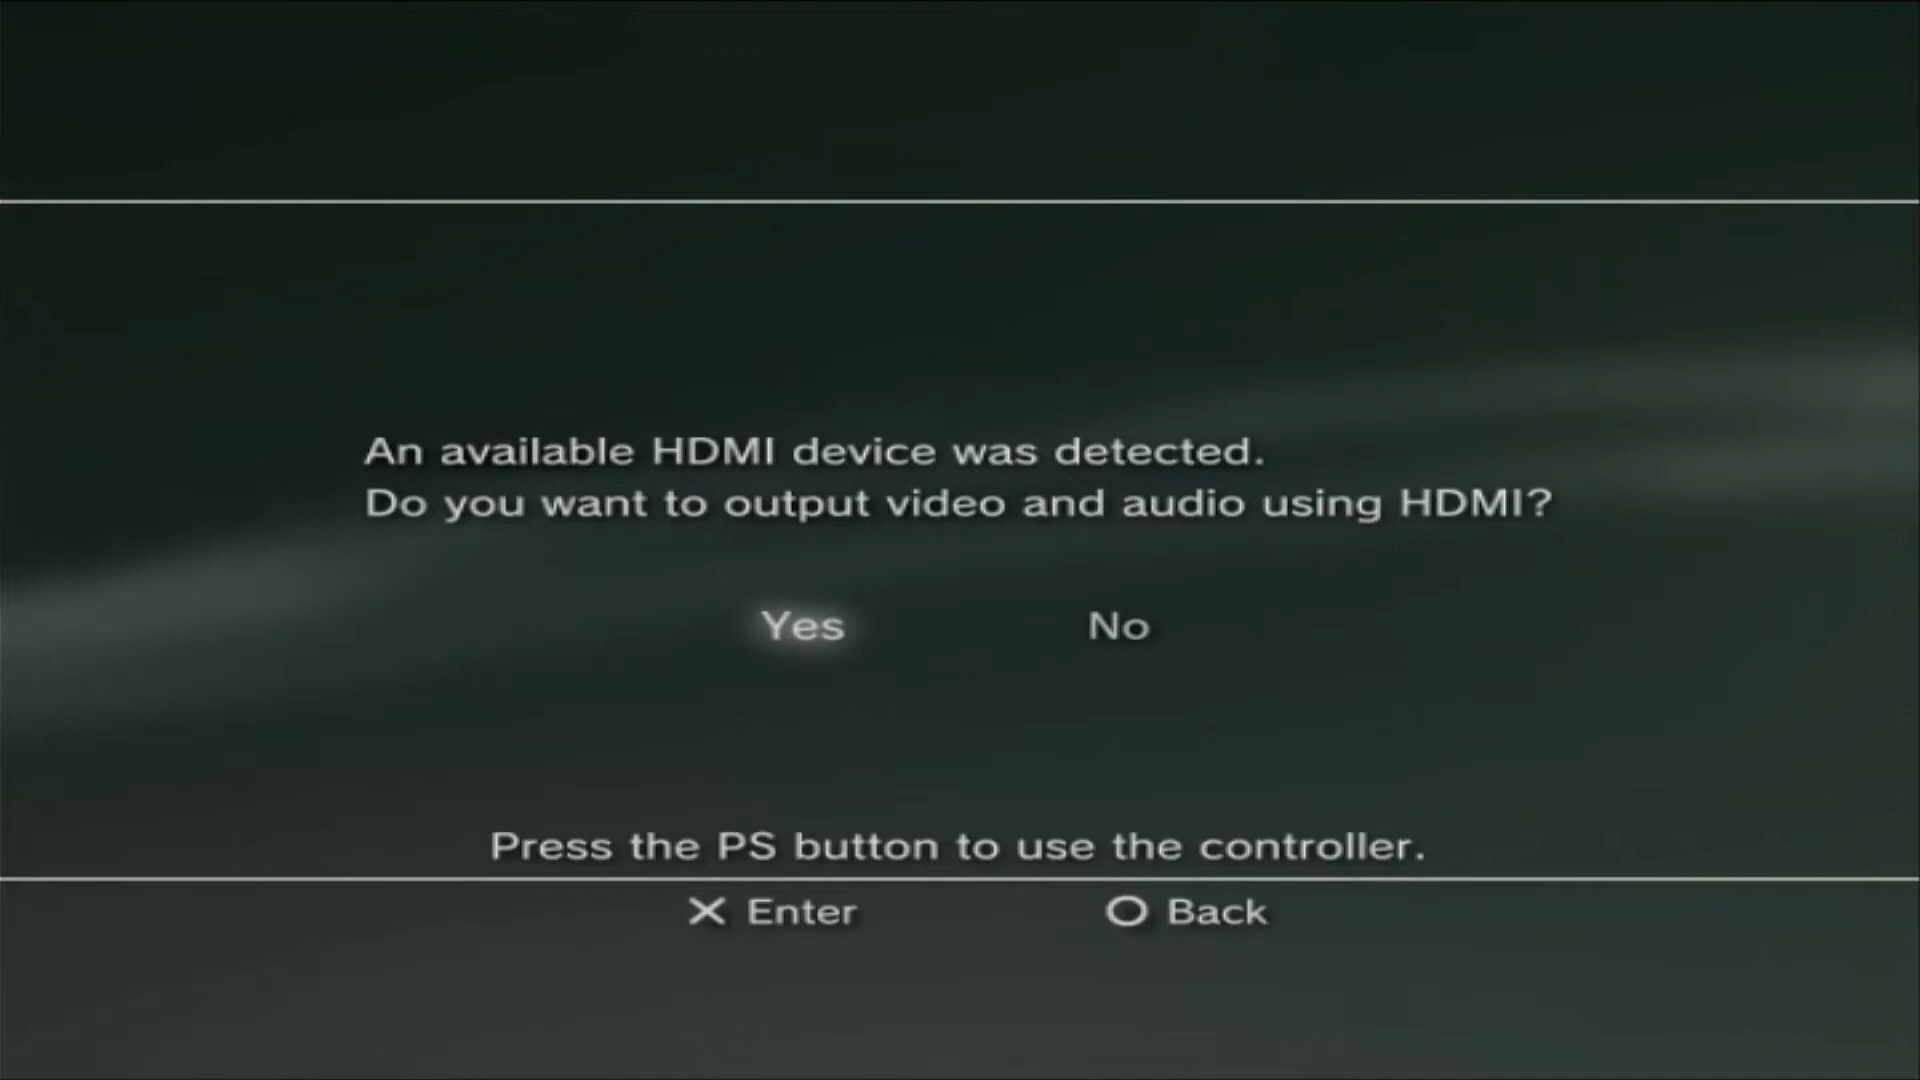 An available HDMI device was detected.
Do you want to output video and audio using HDMI?
Yes No
Press the PS button to use the controller.
Enter Back